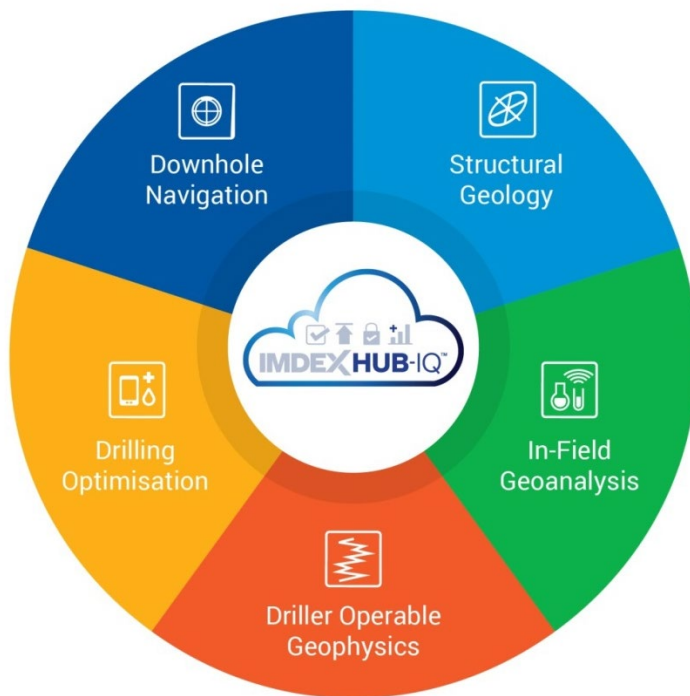 Downhole
Navigation
Structural
Geology
IMDEXHUB-IQ™
Drilling
Optimisation
In-Field
Geoanalysis
Driller Operable
Geophysics